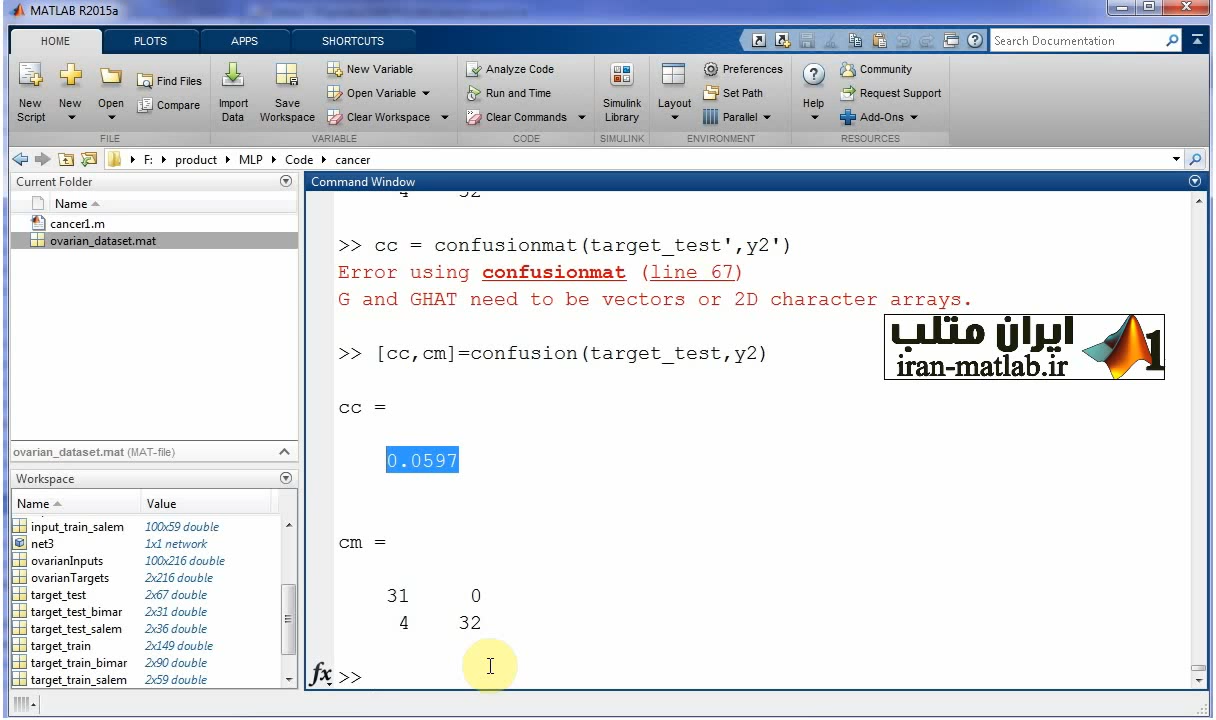 MATLAB R2015a
HOME PLOTS APPS SHORTCUTS Search Documentation
New Script
New
Open
Find Files
Compare
FILE
Import Data
Save Workspace
New Variable
Open Variable
Clear Workspace
VARIABLE
Analyze Code
Run and Time
Clear Commands
CODE
Simulink Library
SIMULINK
Layout
Preferences
Set Path
Parallel
ENVIRONMENT
Help
Community
Request Support
Add-Ons
RESOURCES
F: product MLP Code cancer
Current Folder
Name
cancer1.m
ovarian_dataset.mat
ovarian_dataset.mat (MAT-file)
Workspace
Name Value
input_train_salem 100x59 double
net3 1x1 network
ovarianInputs 100x216 double
ovarianTargets 2x216 double
target_test 2x67 double
target_test_bimar 2x31 double
target_test_salem 2x36 double
target_train 2x149 double
target_train_bimar 2x90 double
target_train_salem 2x59 double
Command Window
4 32
>> cc = confusionmat(target_test',y2')
Error using confusionmat (line 67)
G and GHAT need to be vectors or 2D character arrays.
>> [cc,cm]=confusion(target_test,y2)
cc =
0.0597
cm =
31 0
4 32
fx >>
ایران متلب
iran-matlab.ir
1